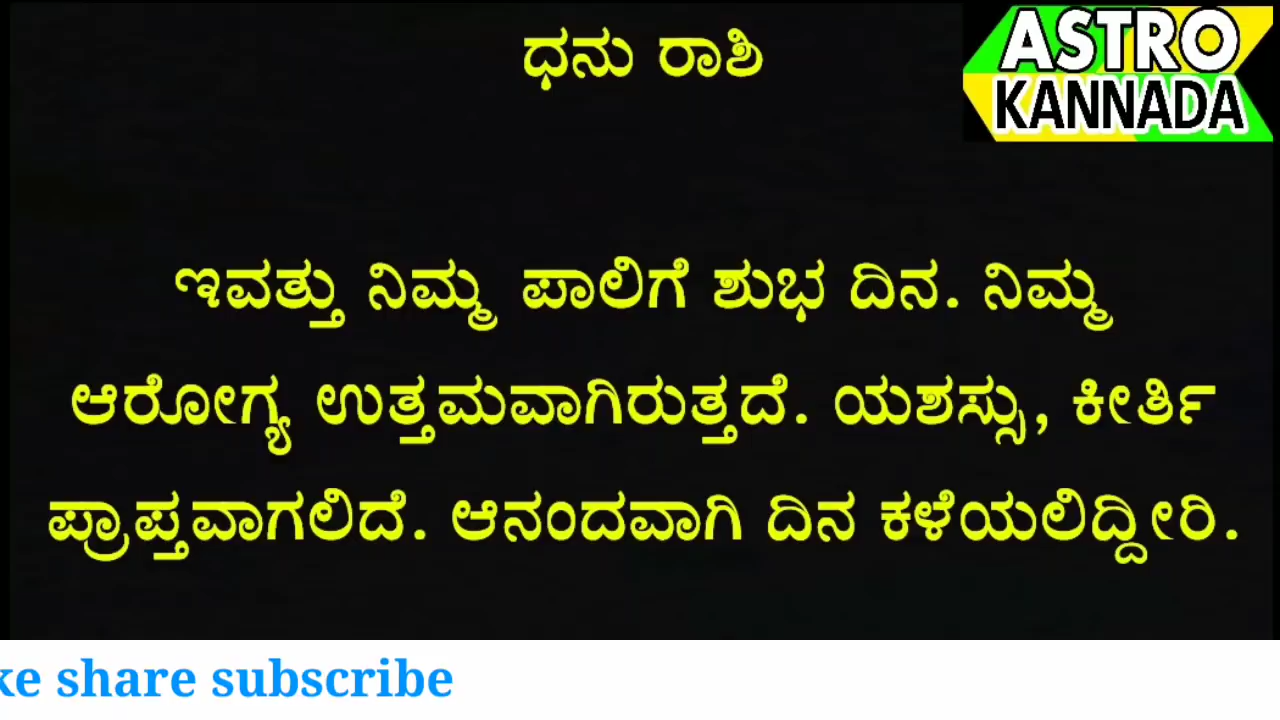 ಧನು ರಾಶಿ
ASTRO
KANNADA
ಇವತ್ತು ನಿಮ್ಮ ಪಾಲಿಗೆ ಶುಭ ದಿನ. ನಿಮ್ಮ
ಆರೋಗ್ಯ ಉತ್ತಮವಾಗಿರುತ್ತದೆ. ಯಶಸ್ಸು, ಕೀರ್ತಿ
ಪ್ರಾಪ್ತವಾಗಲಿದೆ. ಆನಂದವಾಗಿ ದಿನ ಕಳೆಯಲಿದ್ದೀರಿ.
ke share subscribe